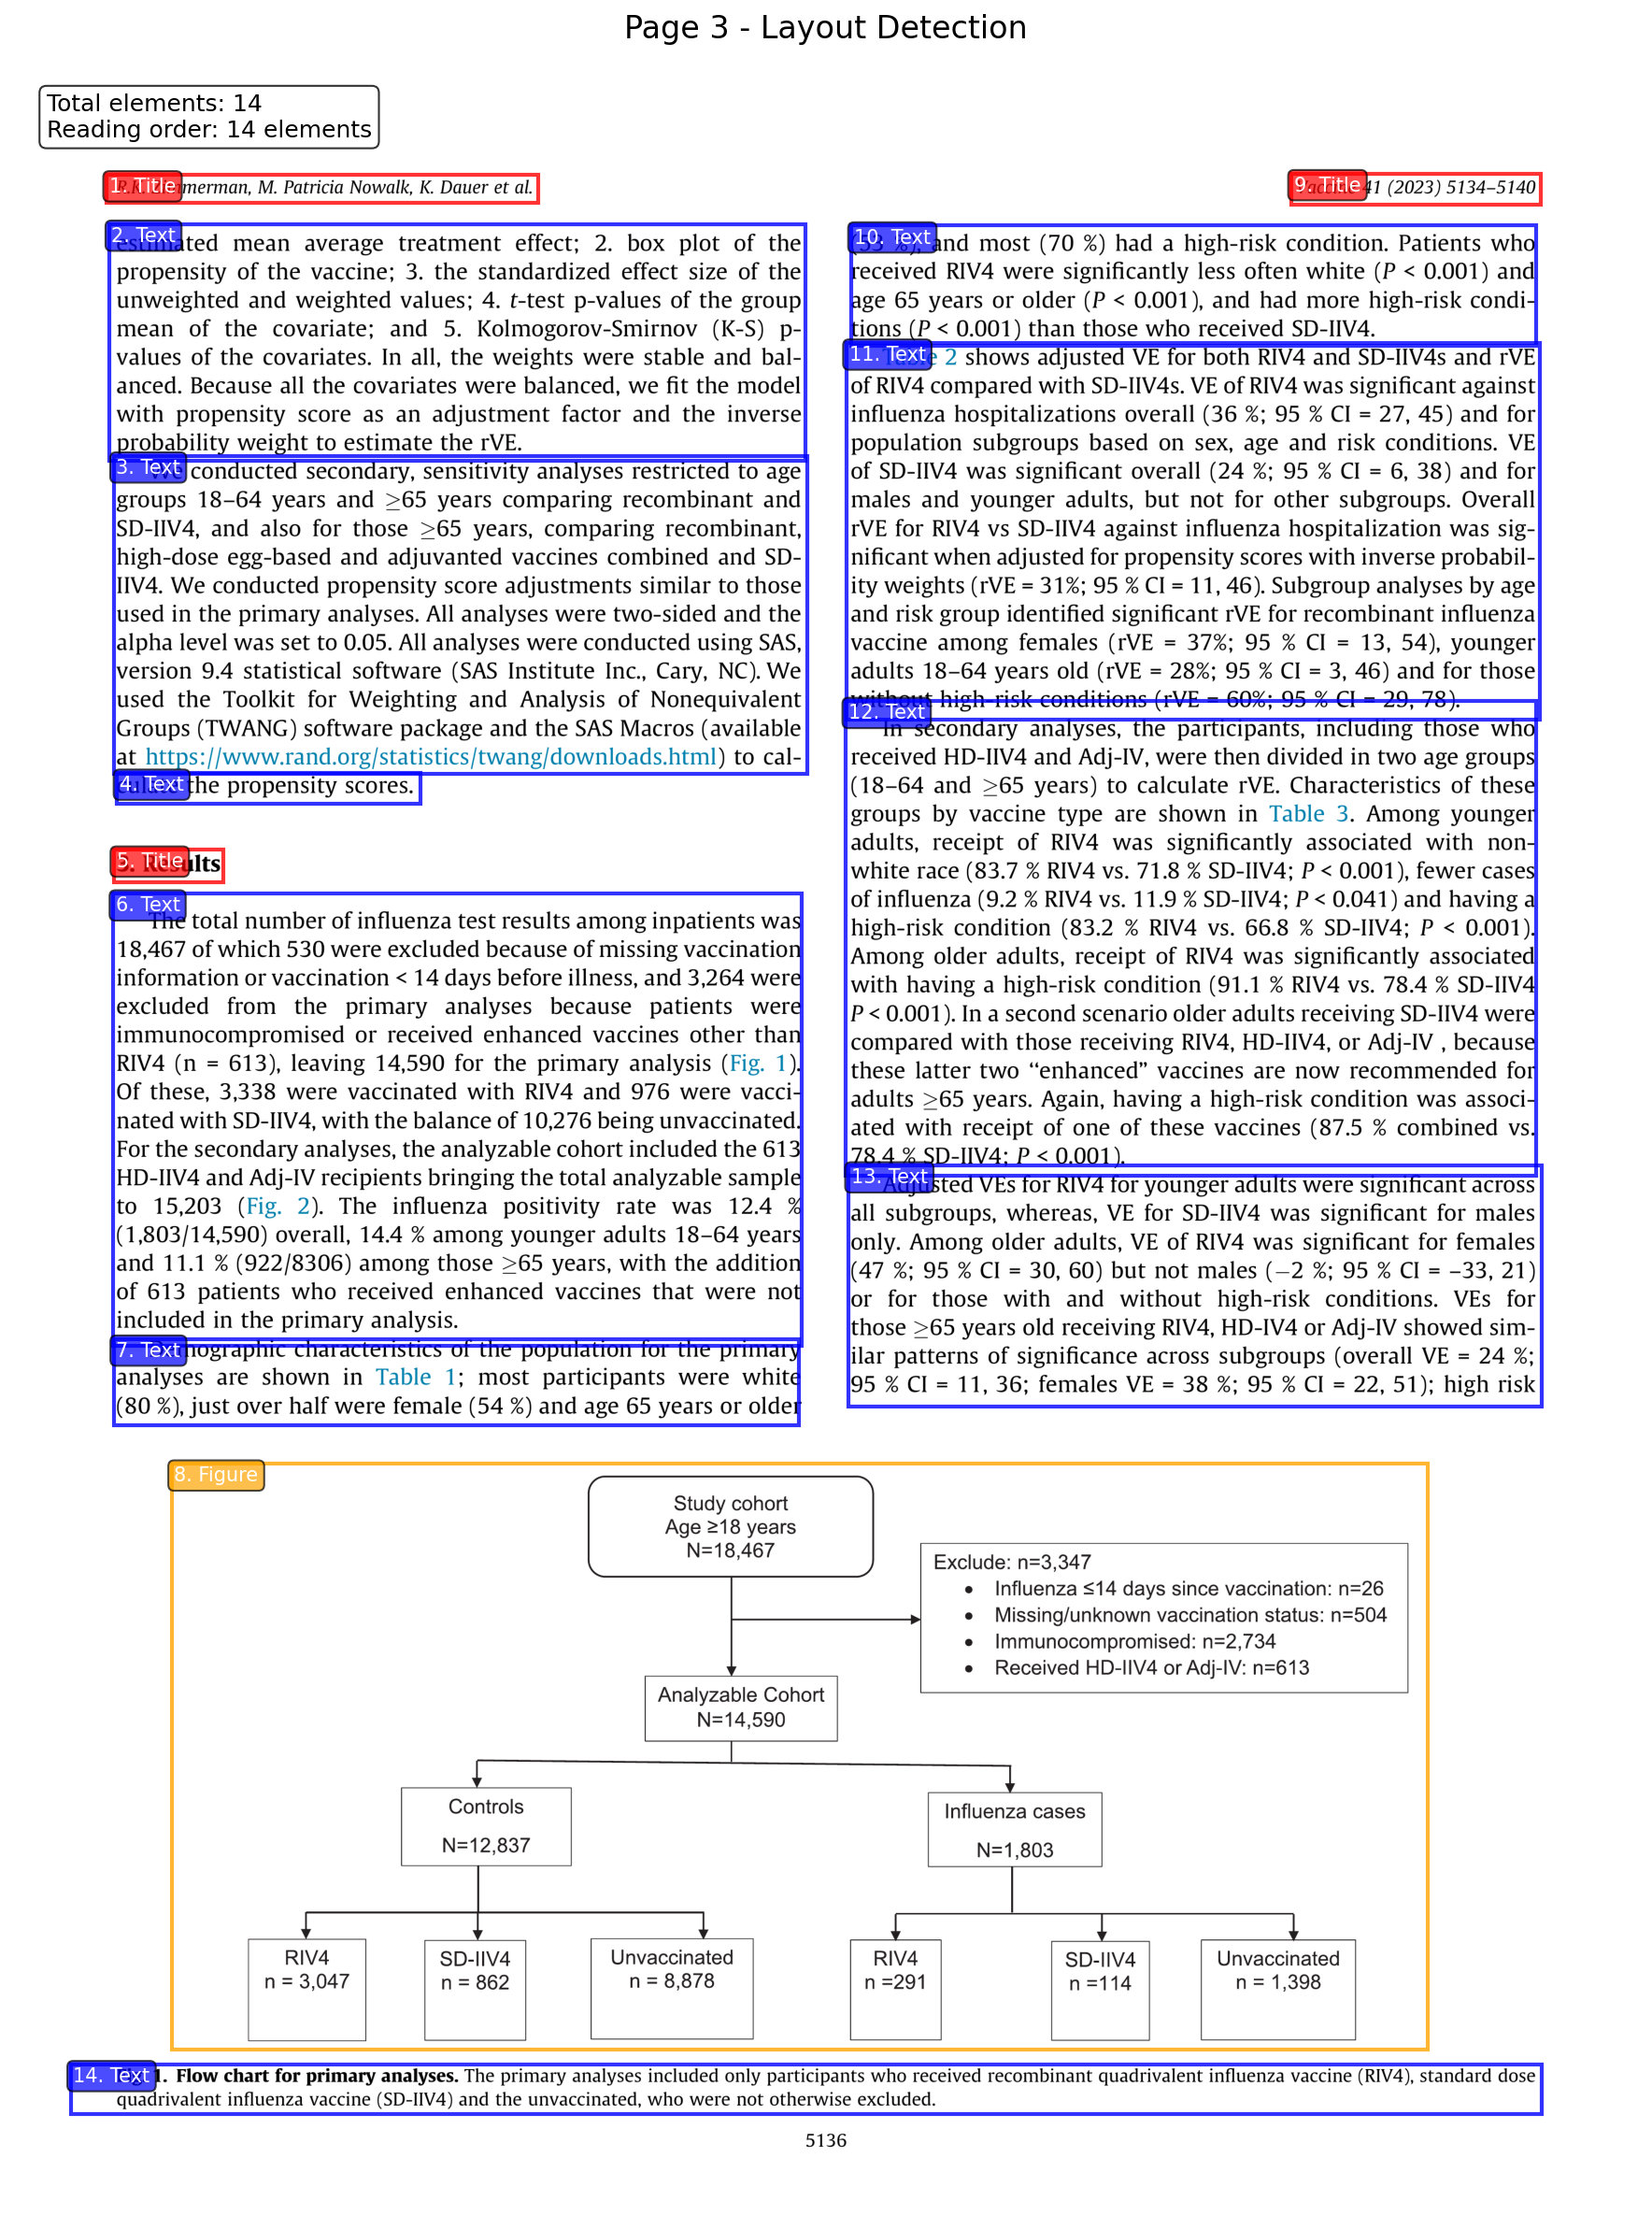 Page 3 - Layout Detection
Total elements: 14
Reading order: 14 elements
1. Title
merman, M. Patricia Nowalk, K. Dauer et al.
2. Text
estimated mean average treatment effect; 2. box plot of the
propensity of the vaccine; 3. the standardized effect size of the
unweighted and weighted values; 4. t-test p-values of the group
mean of the covariate; and 5. Kolmogorov-Smirnov (K-S) p-
values of the covariates. In all, the weights were stable and bal-
anced. Because all the covariates were balanced, we fit the model
with propensity score as an adjustment factor and the inverse
probability weight to estimate the rVE.
3. Text
We conducted secondary, sensitivity analyses restricted to age
groups 18–64 years and ≥65 years comparing recombinant and
SD-IIV4, and also for those ≥65 years, comparing recombinant,
high-dose egg-based and adjuvanted vaccines combined and SD-
IIV4. We conducted propensity score adjustments similar to those
used in the primary analyses. All analyses were two-sided and the
alpha level was set to 0.05. All analyses were conducted using SAS,
version 9.4 statistical software (SAS Institute Inc., Cary, NC). We
used the Toolkit for Weighting and Analysis of Nonequivalent
Groups (TWANG) software package and the SAS Macros (available
at https://www.rand.org/statistics/twang/downloads.html) to cal-
4. Text
culate the propensity scores.
5. Title
3. Results
6. Text
The total number of influenza test results among inpatients was
18,467 of which 530 were excluded because of missing vaccination
information or vaccination < 14 days before illness, and 3,264 were
excluded from the primary analyses because patients were
immunocompromised or received enhanced vaccines other than
RIV4 (n = 613), leaving 14,590 for the primary analysis (Fig. 1).
Of these, 3,338 were vaccinated with RIV4 and 976 were vacci-
nated with SD-IIV4, with the balance of 10,276 being unvaccinated.
For the secondary analyses, the analyzable cohort included the 613
HD-IIV4 and Adj-IV recipients bringing the total analyzable sample
to 15,203 (Fig. 2). The influenza positivity rate was 12.4 %
(1,803/14,590) overall, 14.4 % among younger adults 18–64 years
and 11.1 % (922/8306) among those ≥65 years, with the addition
of 613 patients who received enhanced vaccines that were not
included in the primary analysis.
7. Text
mographic characteristics of the population for the primary
analyses are shown in Table 1; most participants were white
(80 %), just over half were female (54 %) and age 65 years or older
9. Title
41 (2023) 5134–5140
10. Text
(53 %), and most (70 %) had a high-risk condition. Patients who
received RIV4 were significantly less often white (P < 0.001) and
age 65 years or older (P < 0.001), and had more high-risk condi-
tions (P < 0.001) than those who received SD-IIV4.
11. Text
Table 2 shows adjusted VE for both RIV4 and SD-IIV4s and rVE
of RIV4 compared with SD-IIV4s. VE of RIV4 was significant against
influenza hospitalizations overall (36 %; 95 % CI = 27, 45) and for
population subgroups based on sex, age and risk conditions. VE
of SD-IIV4 was significant overall (24 %; 95 % CI = 6, 38) and for
males and younger adults, but not for other subgroups. Overall
rVE for RIV4 vs SD-IIV4 against influenza hospitalization was sig-
nificant when adjusted for propensity scores with inverse probabil-
ity weights (rVE = 31%; 95 % CI = 11, 46). Subgroup analyses by age
and risk group identified significant rVE for recombinant influenza
vaccine among females (rVE = 37%; 95 % CI = 13, 54), younger
adults 18–64 years old (rVE = 28%; 95 % CI = 3, 46) and for those
without high-risk conditions (rVE = 60%; 95 % CI = 29, 78).
12. Text
In secondary analyses, the participants, including those who
received HD-IIV4 and Adj-IV, were then divided in two age groups
(18–64 and ≥65 years) to calculate rVE. Characteristics of these
groups by vaccine type are shown in Table 3. Among younger
adults, receipt of RIV4 was significantly associated with non-
white race (83.7 % RIV4 vs. 71.8 % SD-IIV4; P < 0.001), fewer cases
of influenza (9.2 % RIV4 vs. 11.9 % SD-IIV4; P < 0.041) and having a
high-risk condition (83.2 % RIV4 vs. 66.8 % SD-IIV4; P < 0.001).
Among older adults, receipt of RIV4 was significantly associated
with having a high-risk condition (91.1 % RIV4 vs. 78.4 % SD-IIV4
P < 0.001). In a second scenario older adults receiving SD-IIV4 were
compared with those receiving RIV4, HD-IIV4, or Adj-IV , because
these latter two “enhanced” vaccines are now recommended for
adults ≥65 years. Again, having a high-risk condition was associ-
ated with receipt of one of these vaccines (87.5 % combined vs.
78.4 % SD-IIV4; P < 0.001).
13. Text
Adjusted VEs for RIV4 for younger adults were significant across
all subgroups, whereas, VE for SD-IIV4 was significant for males
only. Among older adults, VE of RIV4 was significant for females
(47 %; 95 % CI = 30, 60) but not males (−2 %; 95 % CI = –33, 21)
or for those with and without high-risk conditions. VEs for
those ≥65 years old receiving RIV4, HD-IV4 or Adj-IV showed sim-
ilar patterns of significance across subgroups (overall VE = 24 %;
95 % CI = 11, 36; females VE = 38 %; 95 % CI = 22, 51); high risk
8. Figure
Study cohort
Age ≥18 years
N=18,467
Exclude: n=3,347
• Influenza ≤14 days since vaccination: n=26
• Missing/unknown vaccination status: n=504
• Immunocompromised: n=2,734
• Received HD-IIV4 or Adj-IV: n=613
Analyzable Cohort
N=14,590
Controls
N=12,837
Influenza cases
N=1,803
RIV4
n = 3,047
SD-IIV4
n = 862
Unvaccinated
n = 8,878
RIV4
n =291
SD-IIV4
n =114
Unvaccinated
n = 1,398
14. Text
Fig. 1. Flow chart for primary analyses. The primary analyses included only participants who received recombinant quadrivalent influenza vaccine (RIV4), standard dose
quadrivalent influenza vaccine (SD-IIV4) and the unvaccinated, who were not otherwise excluded.
5136